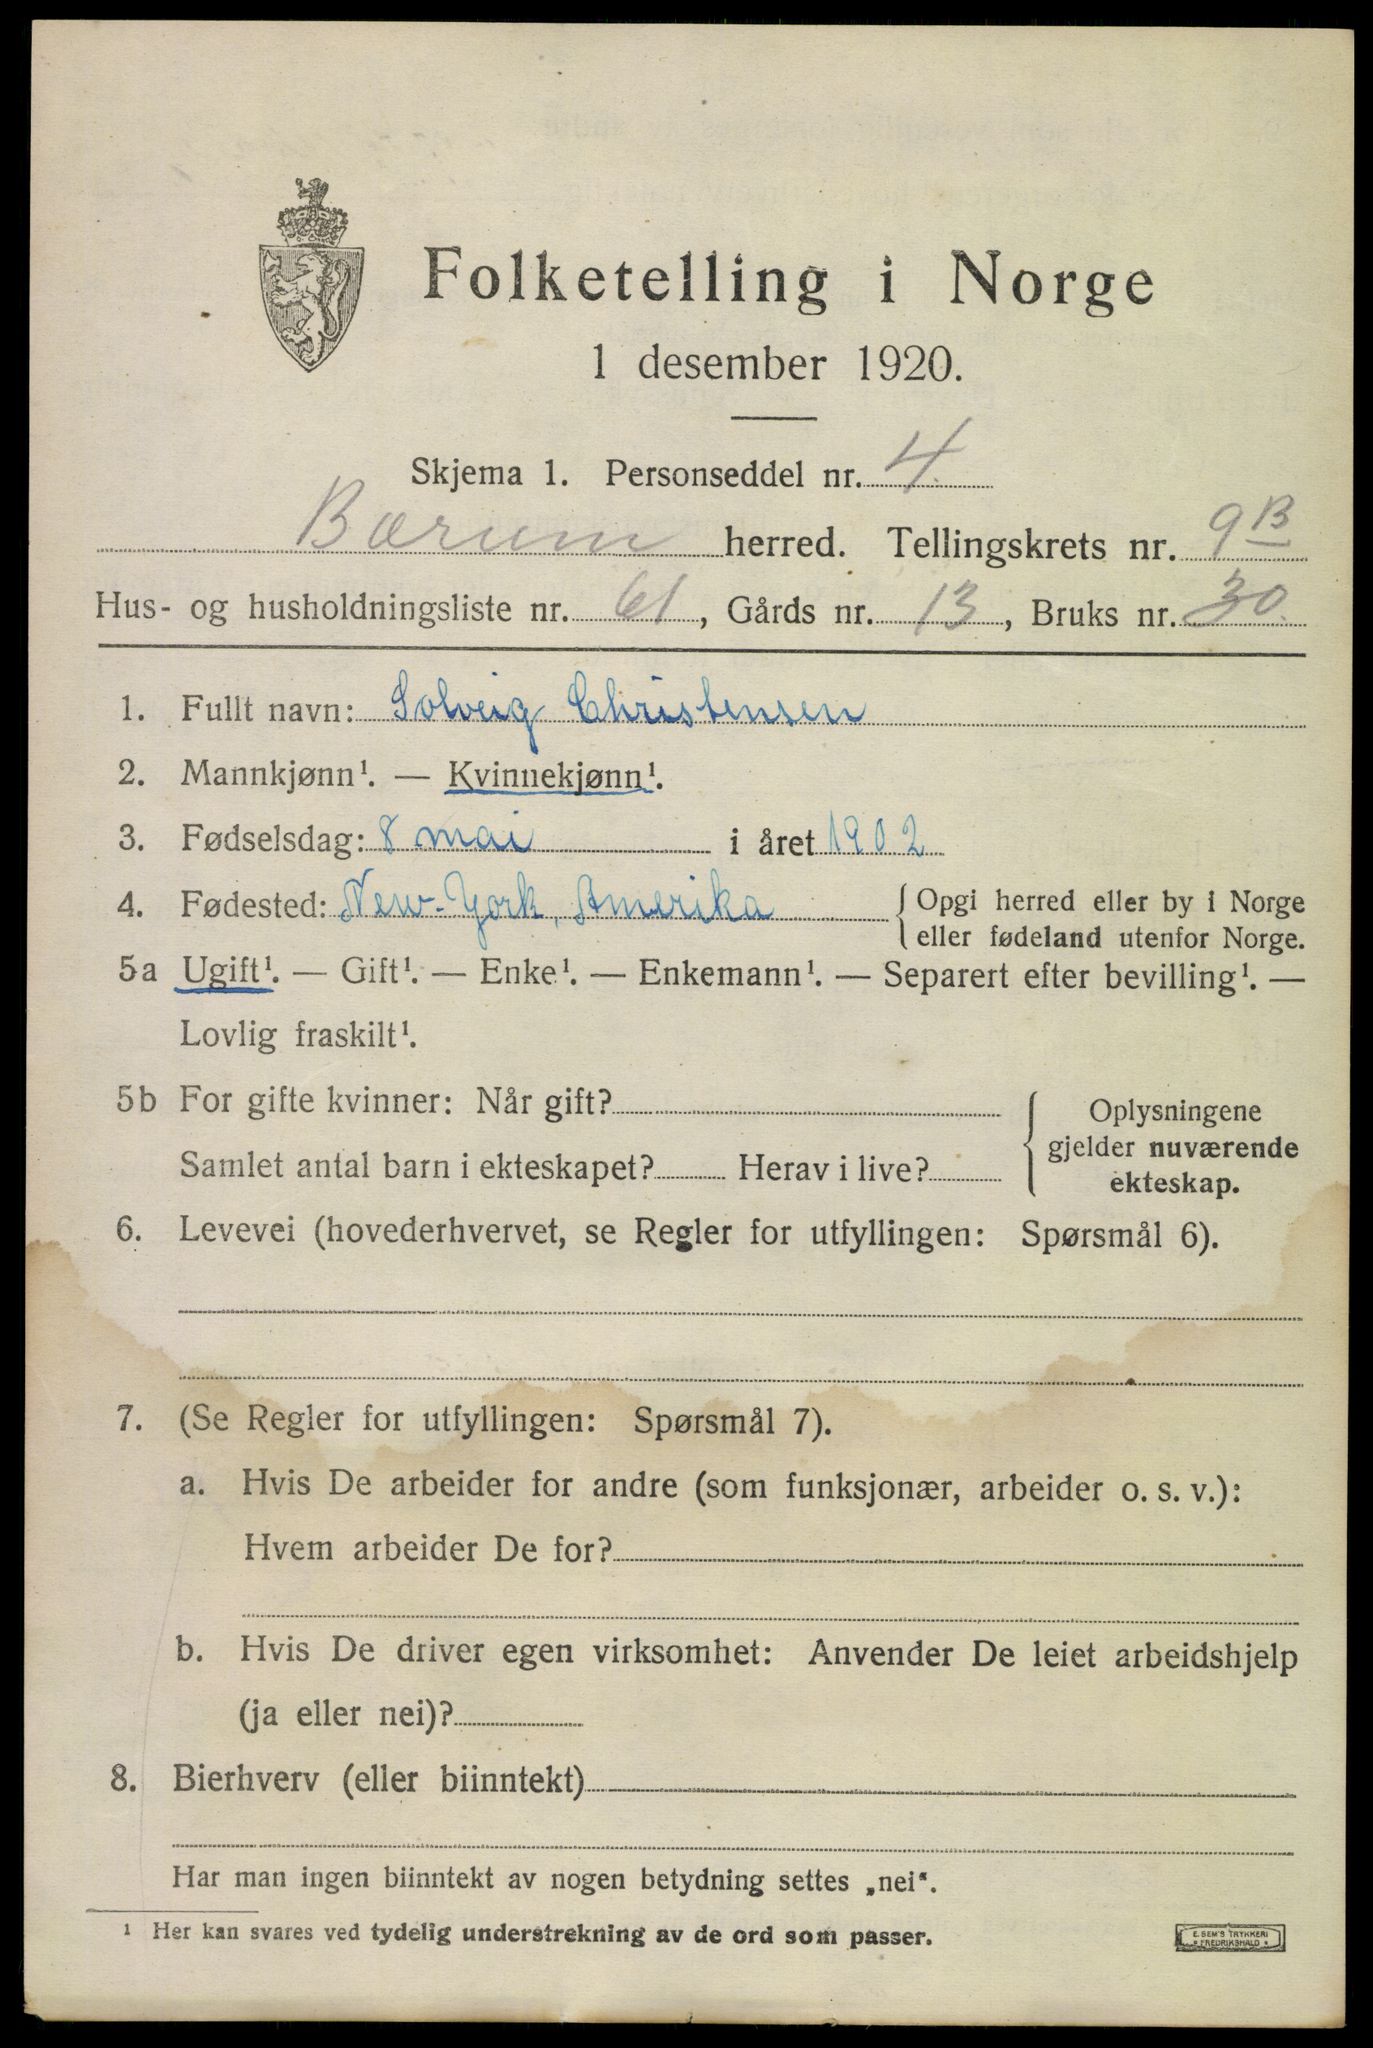 Folketelling i Norge
1 desember 1920.
Skjema 1. Personseddel nr. 4.
Bærum herred. Tellingskrets nr. 9B
Hus- og husholdningsliste nr. 61, Gårds nr. 13, Bruks nr. 30.
1. Fullt navn: Solveig Christensen
2. Mannkjønn¹. — Kvinnekjønn¹.
3. Fødselsdag: 8 mai i året 1902
4. Fødested: New-York, Amerika { Opgi herred eller by i Norge
eller fødeland utenfor Norge.
5a Ugift¹. — Gift¹. — Enke¹. — Enkemann¹. — Separert efter bevilling¹. —
Lovlig fraskilt¹.
5b For gifte kvinner: Når gift?
Samlet antal barn i ekteskapet? Herav i live?
{ Oplysningene
gjelder nuværende
ekteskap.
6. Levevei (hovederhvervet, se Regler for utfyllingen: Spørsmål 6).
7. (Se Regler for utfyllingen: Spørsmål 7).
a. Hvis De arbeider for andre (som funksjonær, arbeider o. s. v.):
Hvem arbeider De for?
b. Hvis De driver egen virksomhet: Anvender De leiet arbeidshjelp
(ja eller nei)?
8. Bierhverv (eller biinntekt)
Har man ingen biinntekt av nogen betydning settes „nei“.
¹ Her kan svares ved tydelig understrekning av de ord som passer.
E. SEM'S TRYKKERI
• FREDRIKSHALD •